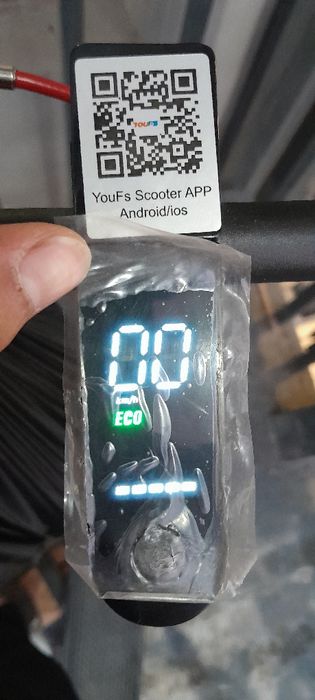 YOUFS
YouFs Scooter APP
Android/ios
00
km/h
ECO